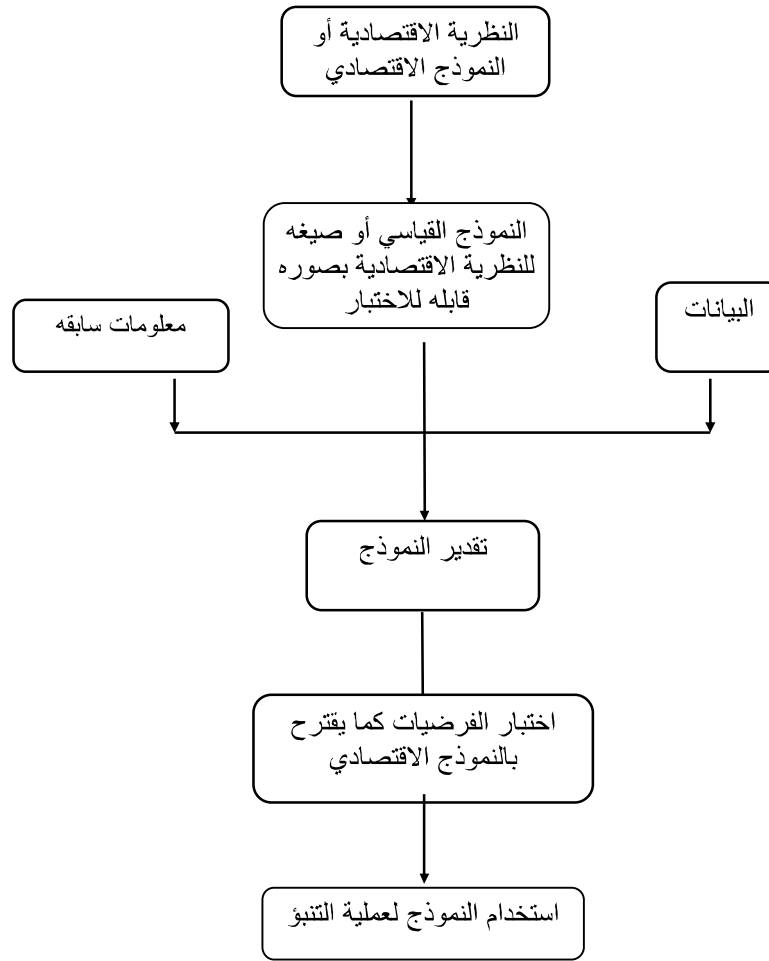 النظرية الاقتصادية أو
النموذج الاقتصادي
النموذج القياسي أو صيغه
للنظرية الاقتصادية بصوره
قابله للاختبار
البيانات
معلومات سابقه
تقدير النموذج
اختبار الفرضيات كما يقترح
بالنموذج الاقتصادي
استخدام النموذج لعملية التنبؤ